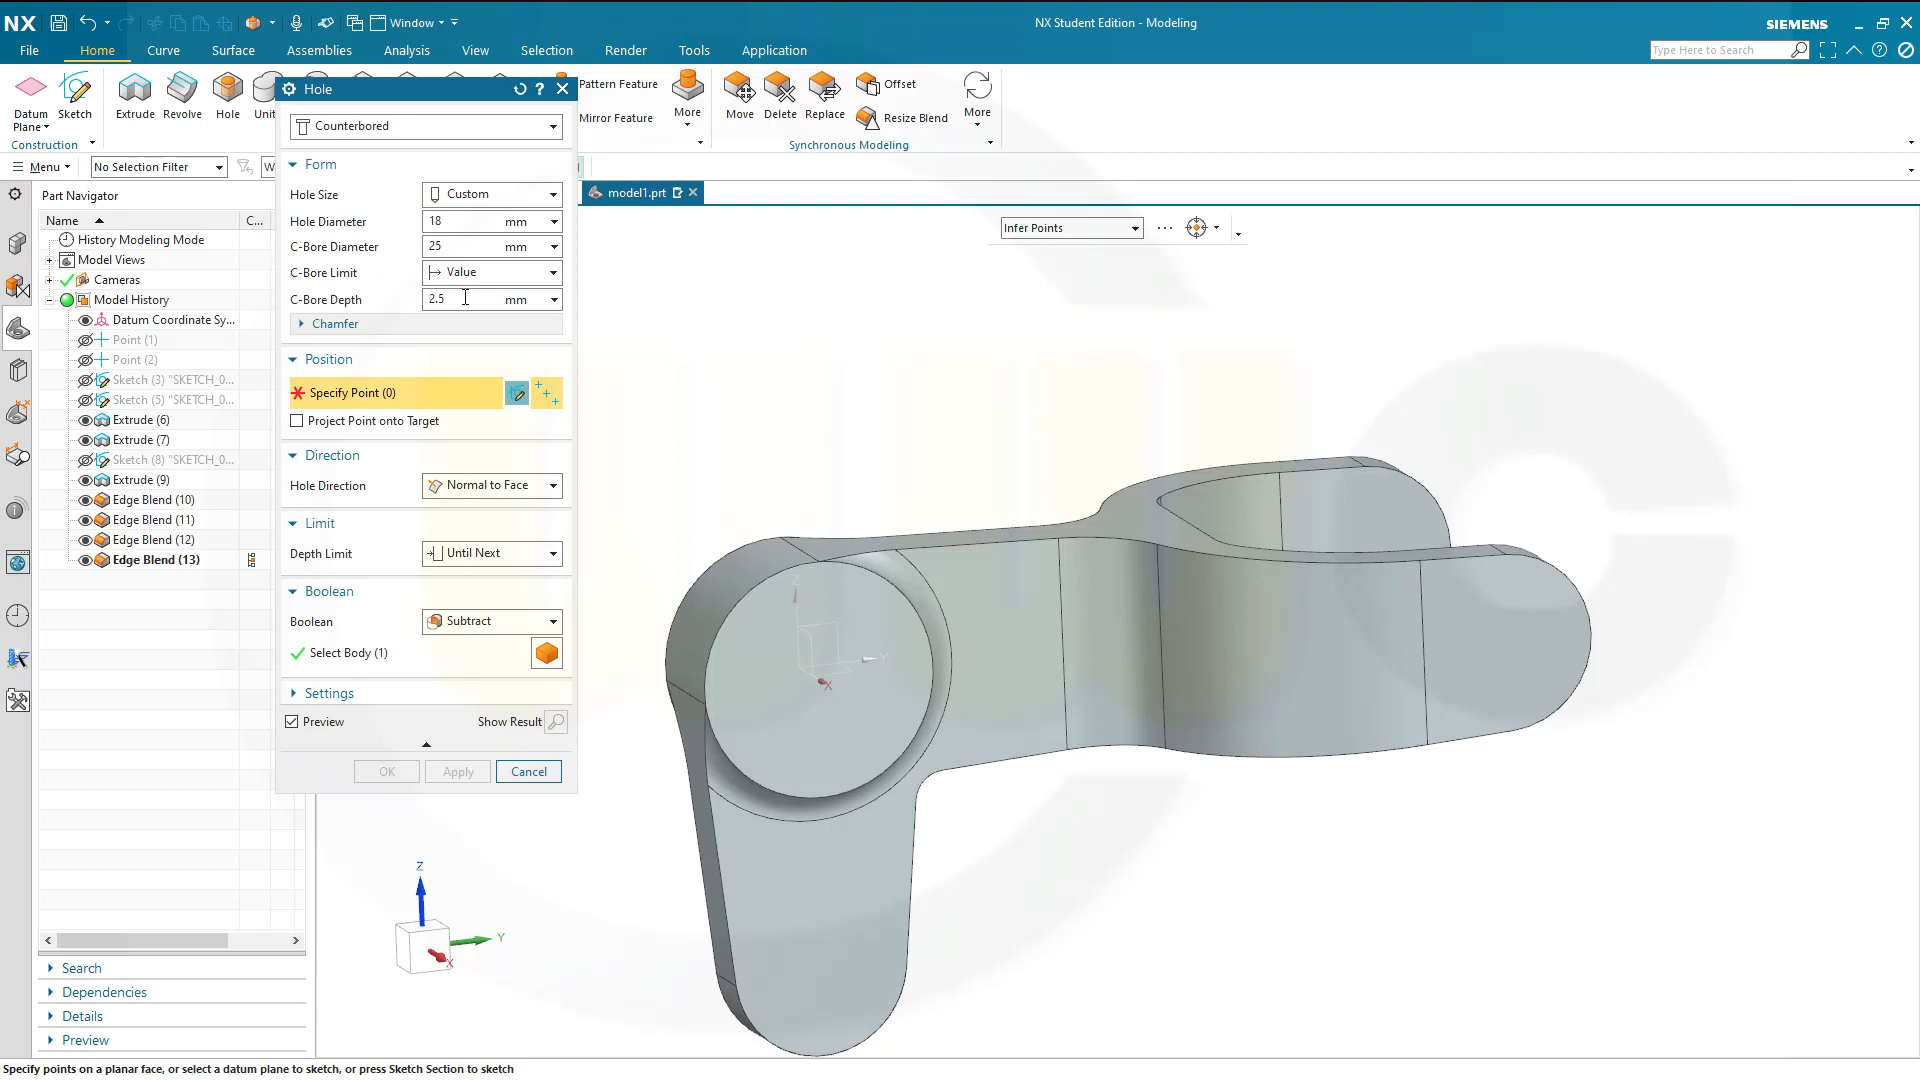 NX
Window
NX Student Edition - Modeling
SIEMENS
File
Home
Curve
Surface
Assemblies
Analysis
View
Selection
Render
Tools
Application
Type Here to Search
Datum
Plane
Sketch
Extrude
Revolve
Hole
Unit
Pattern Feature
Mirror Feature
More
Move
Delete
Replace
Offset
Resize Blend
More
Construction
Synchronous Modeling
Menu
No Selection Filter
W
Part Navigator
Name
C...
History Modeling Mode
Model Views
Cameras
Model History
Datum Coordinate Sy...
Point (1)
Point (2)
Sketch (3) "SKETCH_0...
Sketch (5) "SKETCH_0...
Extrude (6)
Extrude (7)
Sketch (8) "SKETCH_0...
Extrude (9)
Edge Blend (10)
Edge Blend (11)
Edge Blend (12)
Edge Blend (13)
Search
Dependencies
Details
Preview
Hole
Counterbored
Form
Hole Size
Custom
Hole Diameter
18 mm
C-Bore Diameter
25 mm
C-Bore Limit
Value
C-Bore Depth
2.5 mm
Chamfer
Position
Specify Point (0)
Project Point onto Target
Direction
Hole Direction
Normal to Face
Limit
Depth Limit
Until Next
Boolean
Boolean
Subtract
Select Body (1)
Settings
Preview
Show Result
OK
Apply
Cancel
model1.prt
Infer Points
Z
Y
X
Z
Y
X
Specify points on a planar face, or select a datum plane to sketch, or press Sketch Section to sketch